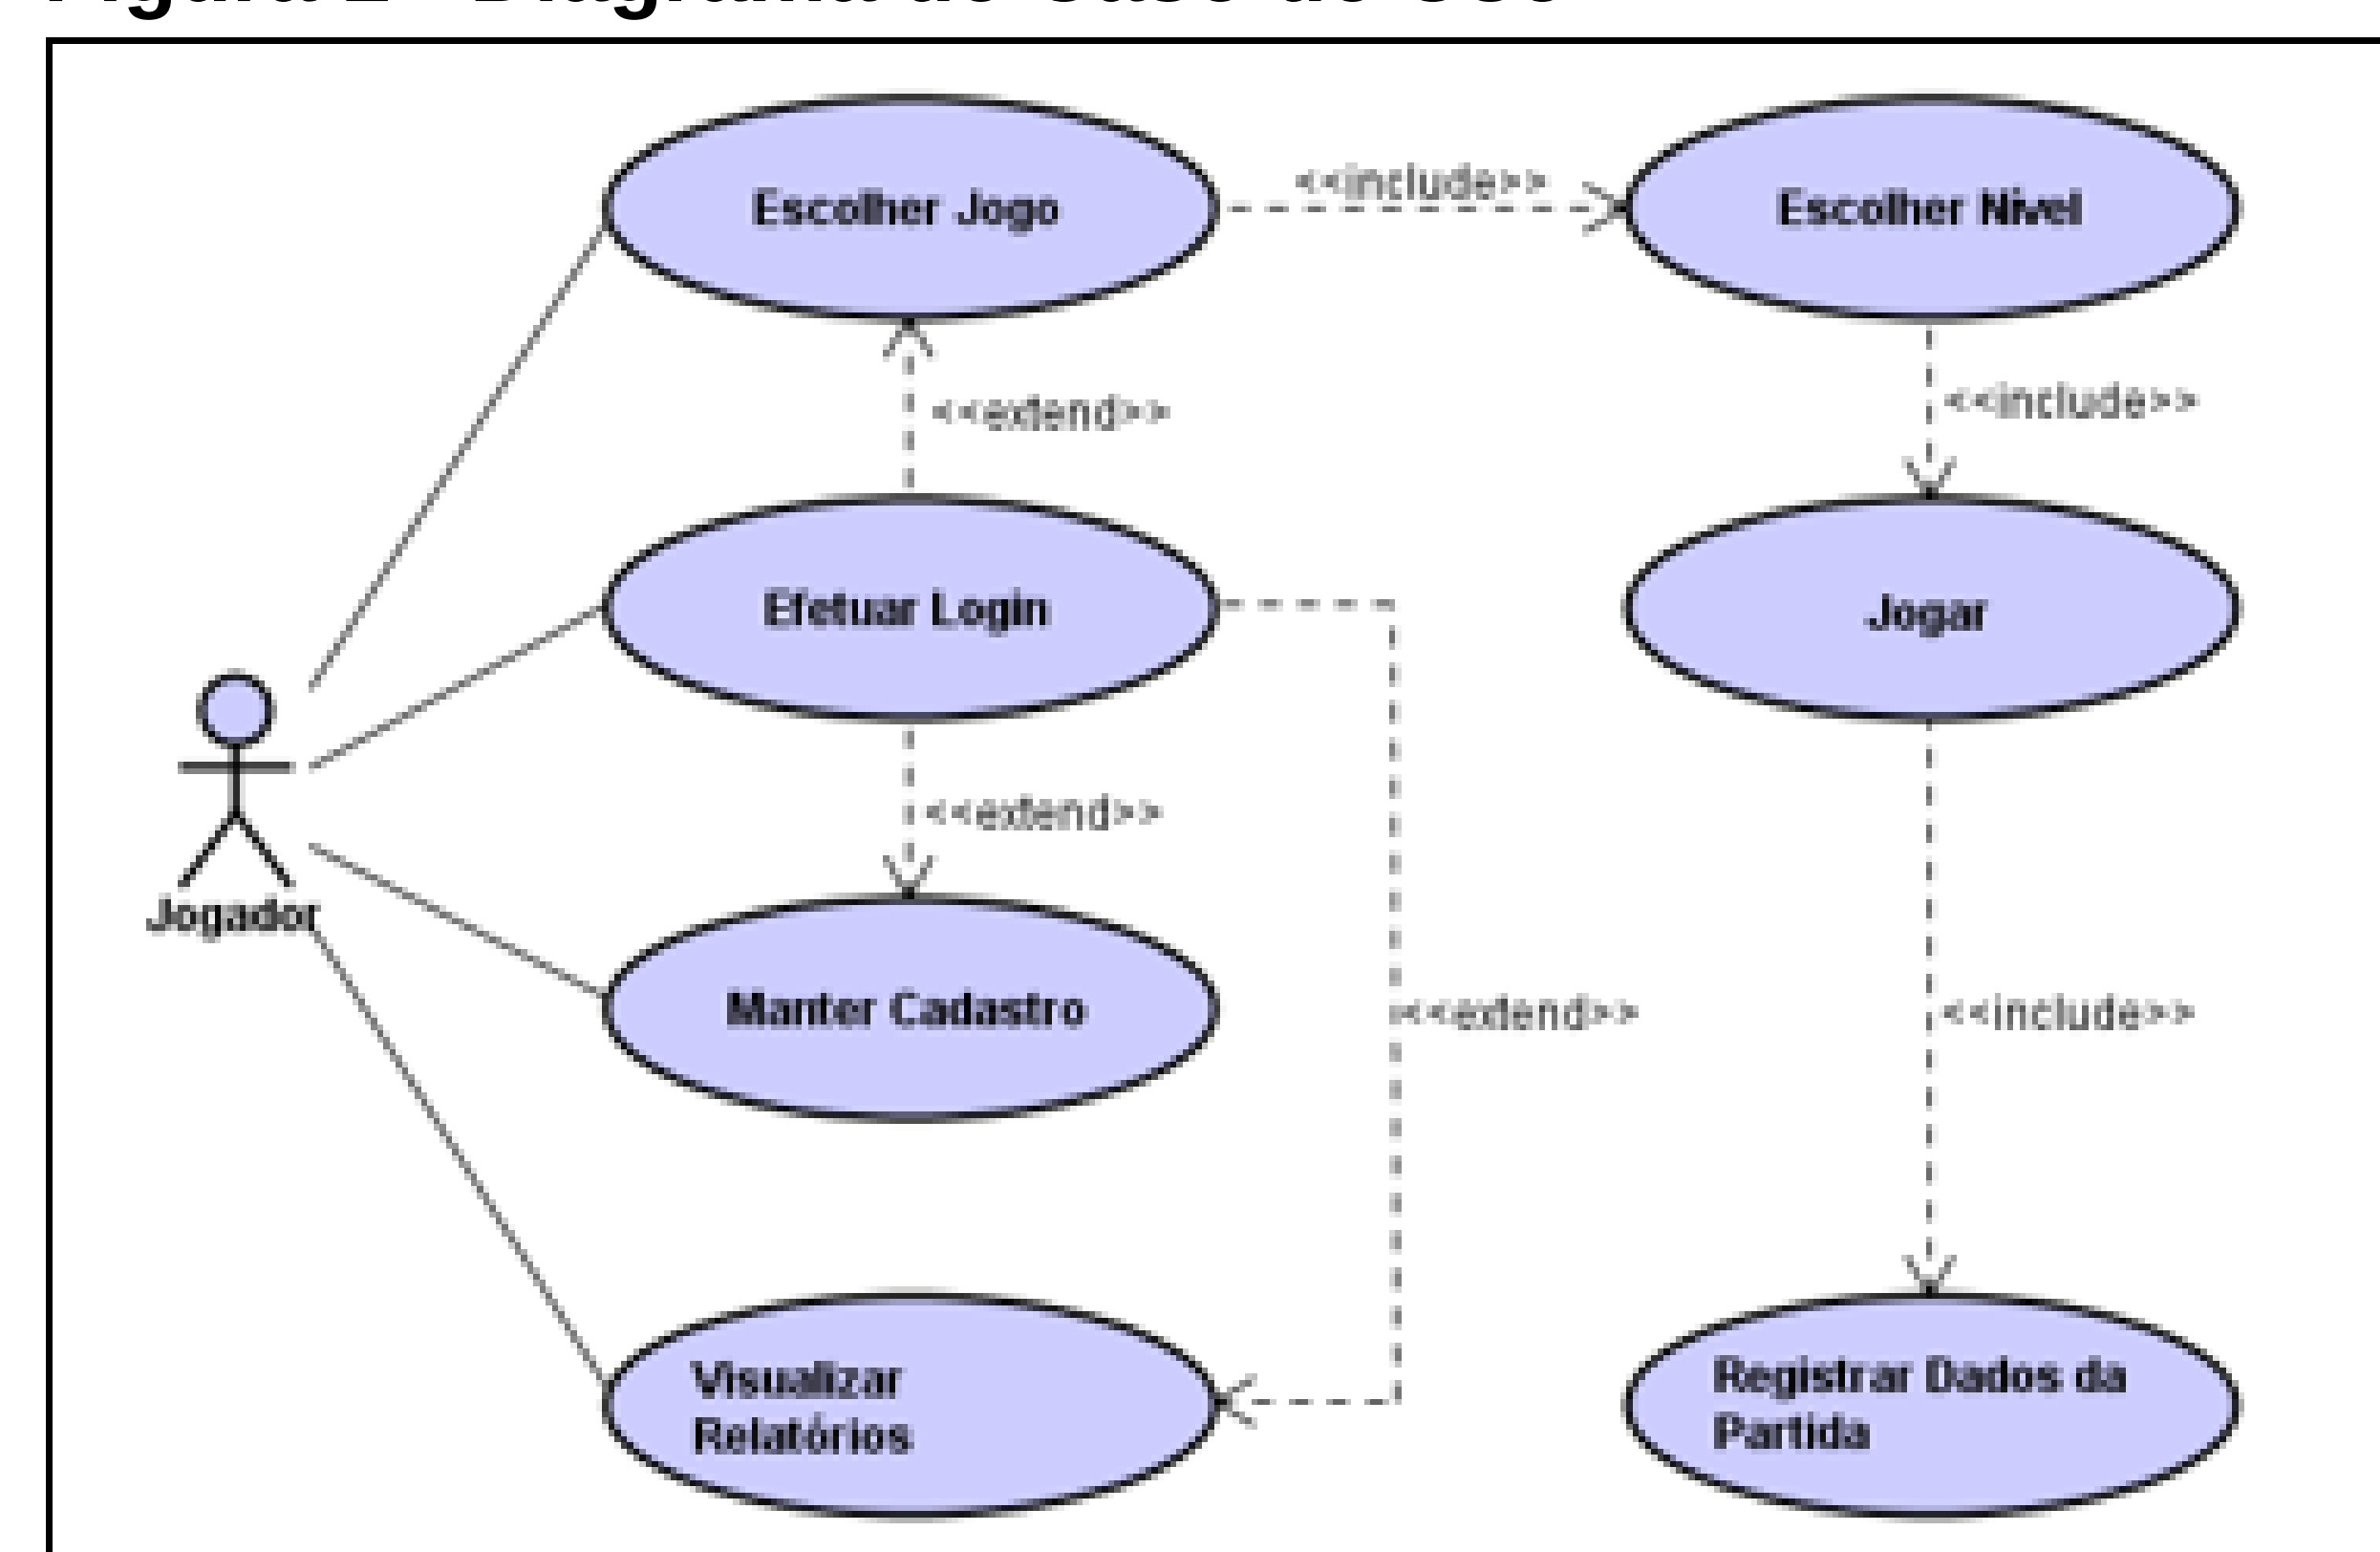 Escolher Jogo
<<include>>
Escolher Nível
<<extend>>
<<include>>
Efetuar Login
Jogar
<<extend>>
Jogador
Manter Cadastro
<<extend>>
<<include>>
Visualizar
Relatórios
Registrar Dados da
Partida